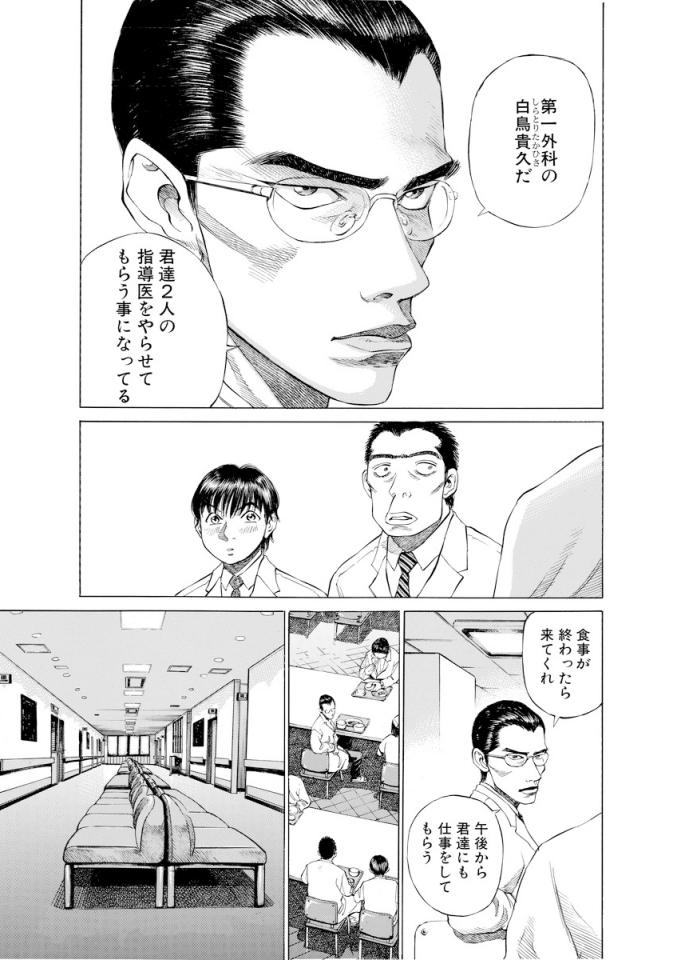 第一外科の
白鳥貴久だ
しらとりたかひさ
君達2人の
指導医をやらせて
もらう事になってる
食事が
終わったら
来てくれ
午後から
君達にも
仕事をして
もらう